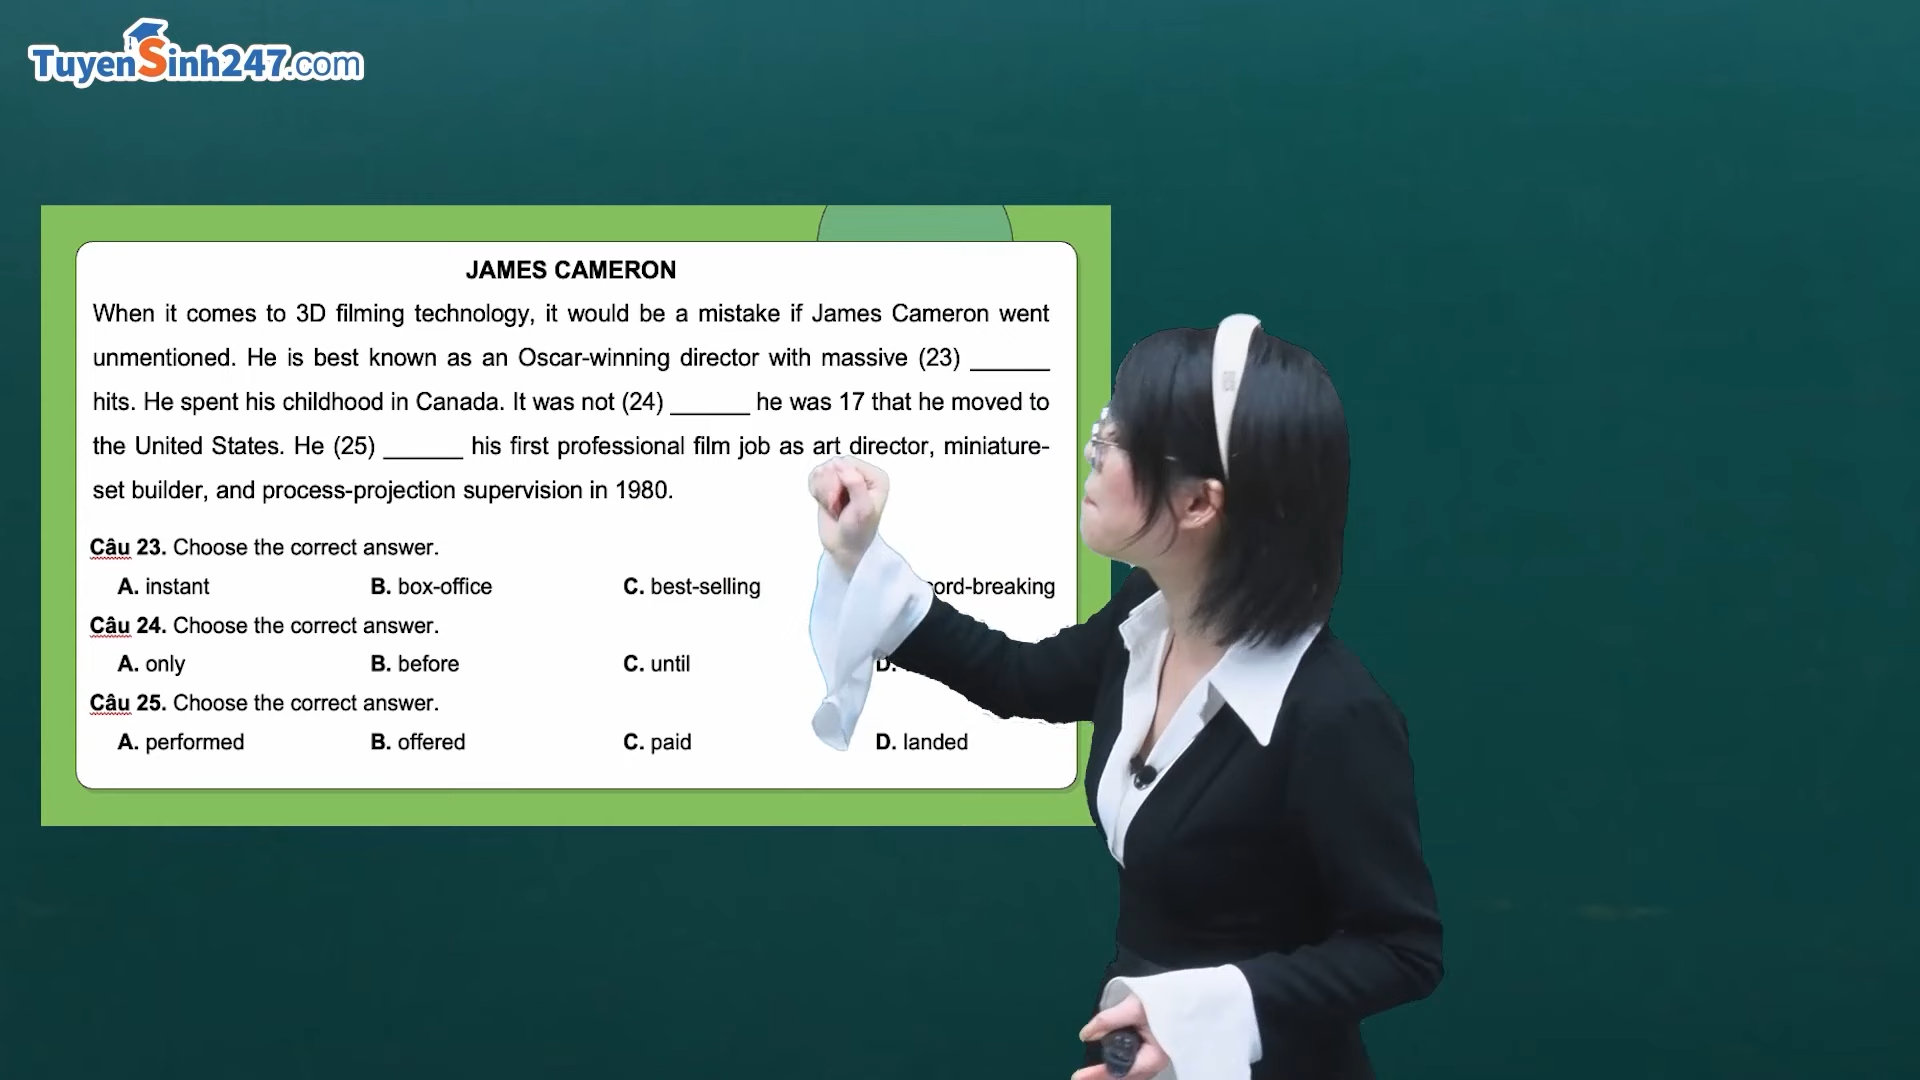 TuyenSinh247.com
JAMES CAMERON
When it comes to 3D filming technology, it would be a mistake if James Cameron went
unmentioned. He is best known as an Oscar-winning director with massive (23) ______
hits. He spent his childhood in Canada. It was not (24) ______ he was 17 that he moved to
the United States. He (25) ______ his first professional film job as art director, miniature-
set builder, and process-projection supervision in 1980.
Câu 23. Choose the correct answer.
A. instant B. box-office C. best-selling ord-breaking
Câu 24. Choose the correct answer.
A. only B. before C. until D.
Câu 25. Choose the correct answer.
A. performed B. offered C. paid D. landed